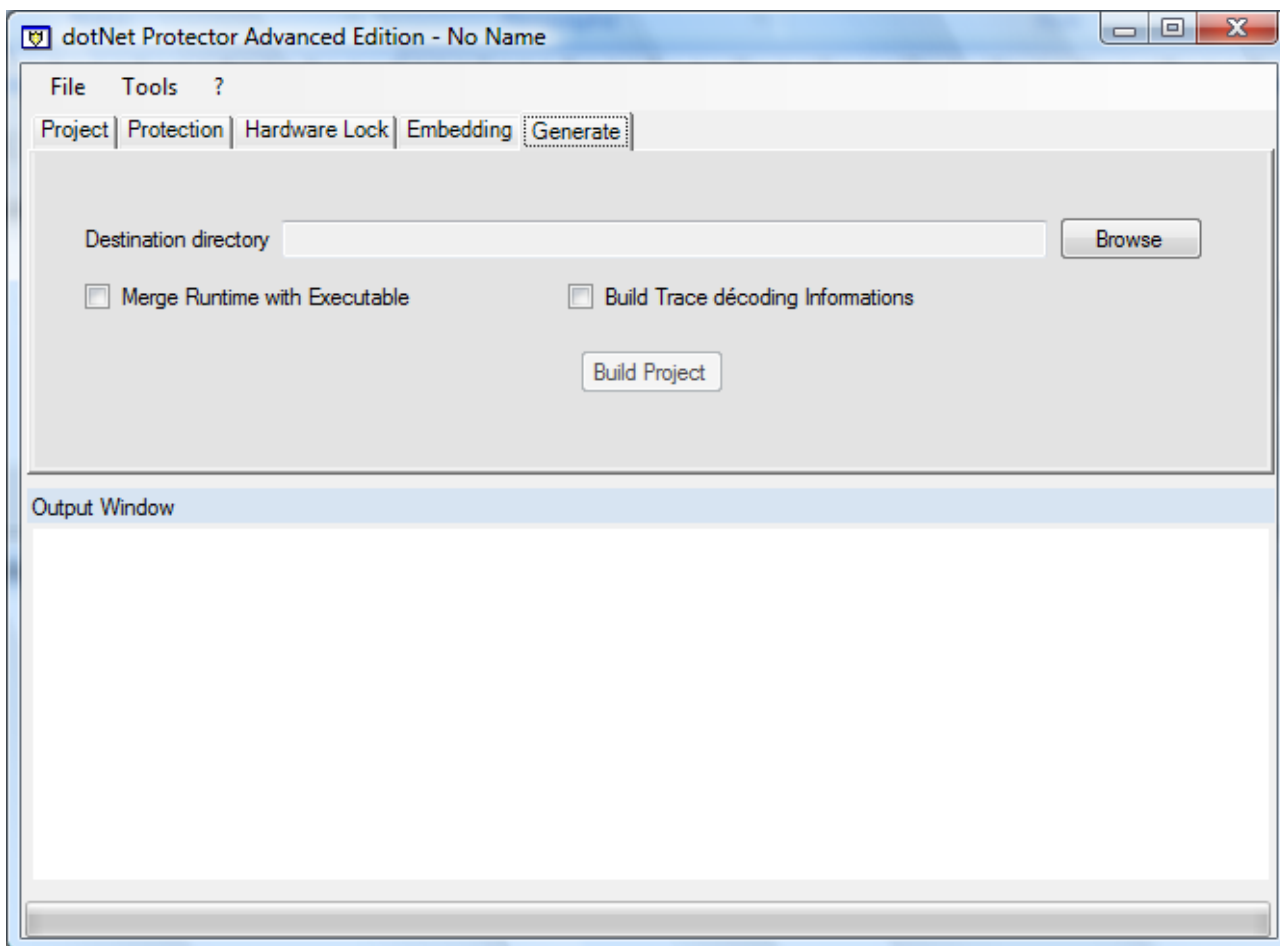 dotNet Protector Advanced Edition - No Name
File Tools ?
Project Protection Hardware Lock Embedding Generate
Destination directory Browse
Merge Runtime with Executable Build Trace décoding Informations
Build Project
Output Window